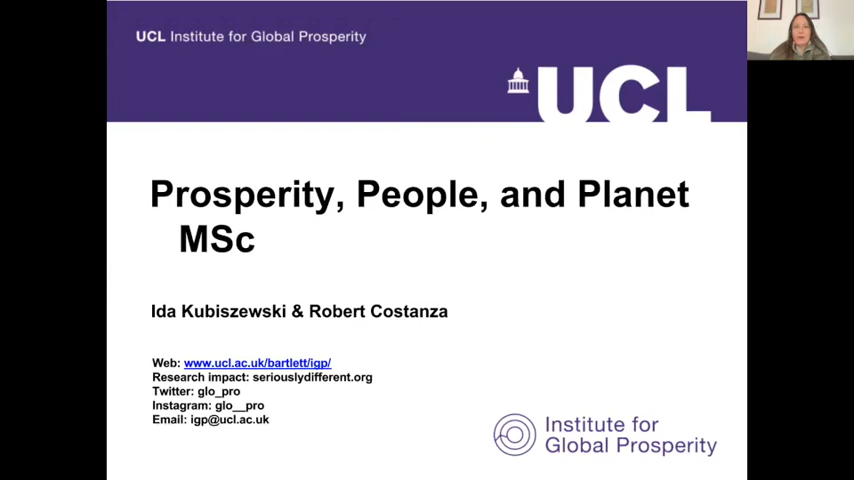 UCL Institute for Global Prosperity
UCL
Prosperity, People, and Planet
MSc
Ida Kubiszewski & Robert Costanza
Web: www.ucl.ac.uk/bartlett/igp/
Research impact: seriouslydifferent.org
Twitter: glo_pro
Instagram: glo__pro
Email: igp@ucl.ac.uk
Institute for
Global Prosperity